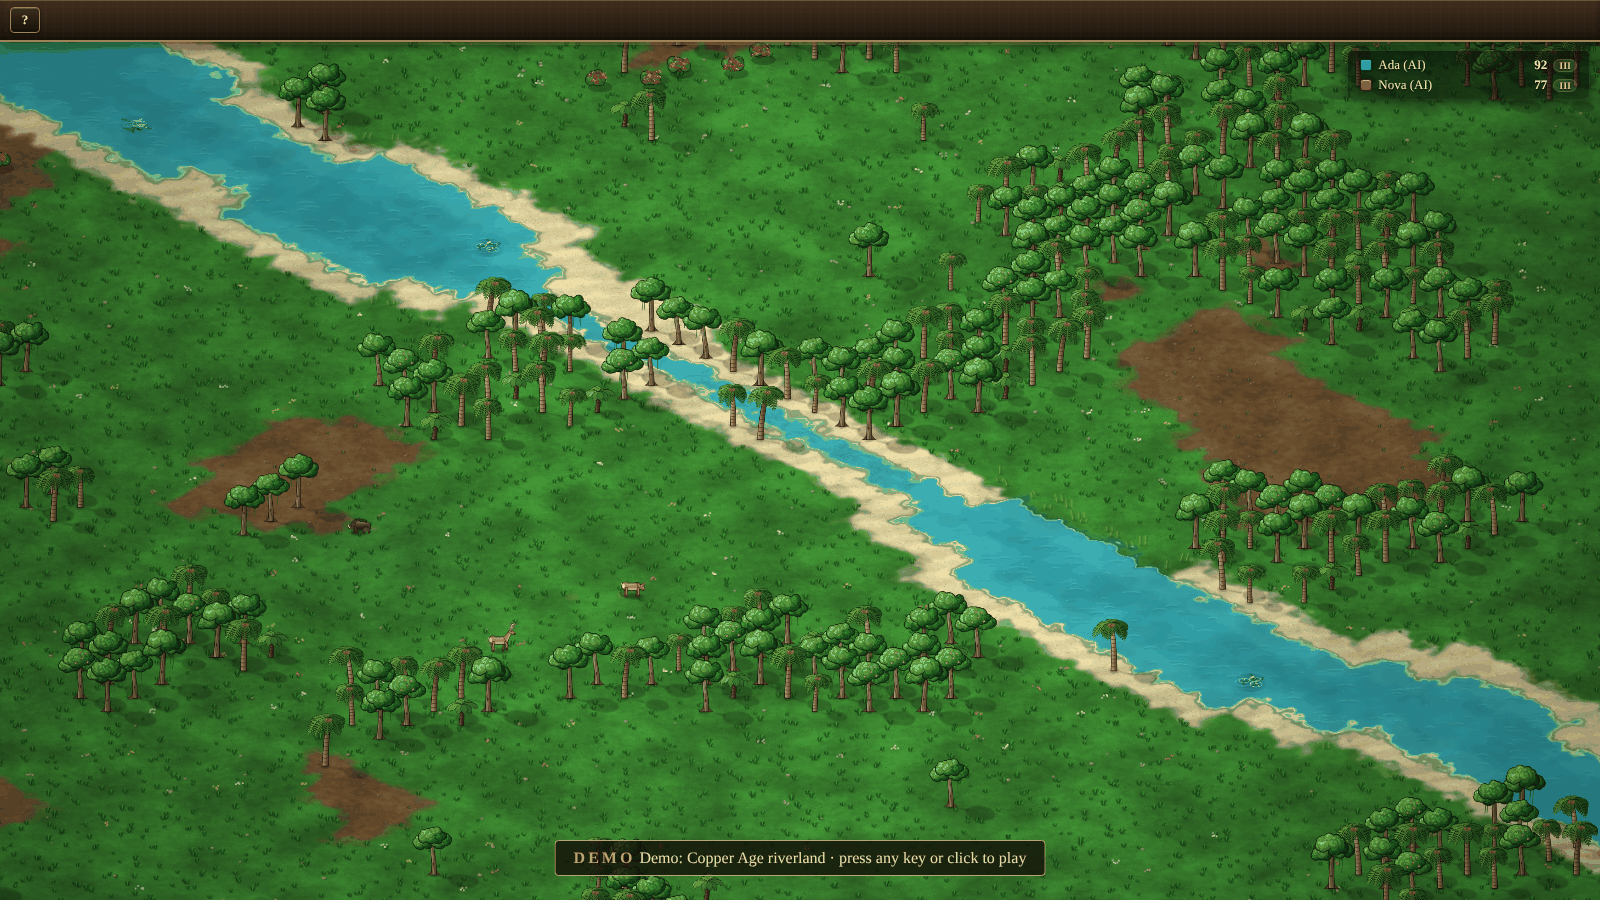 ?
Ada (AI) 92 III
Nova (AI) 77 III
DEMO Demo: Copper Age riverland · press any key or click to play